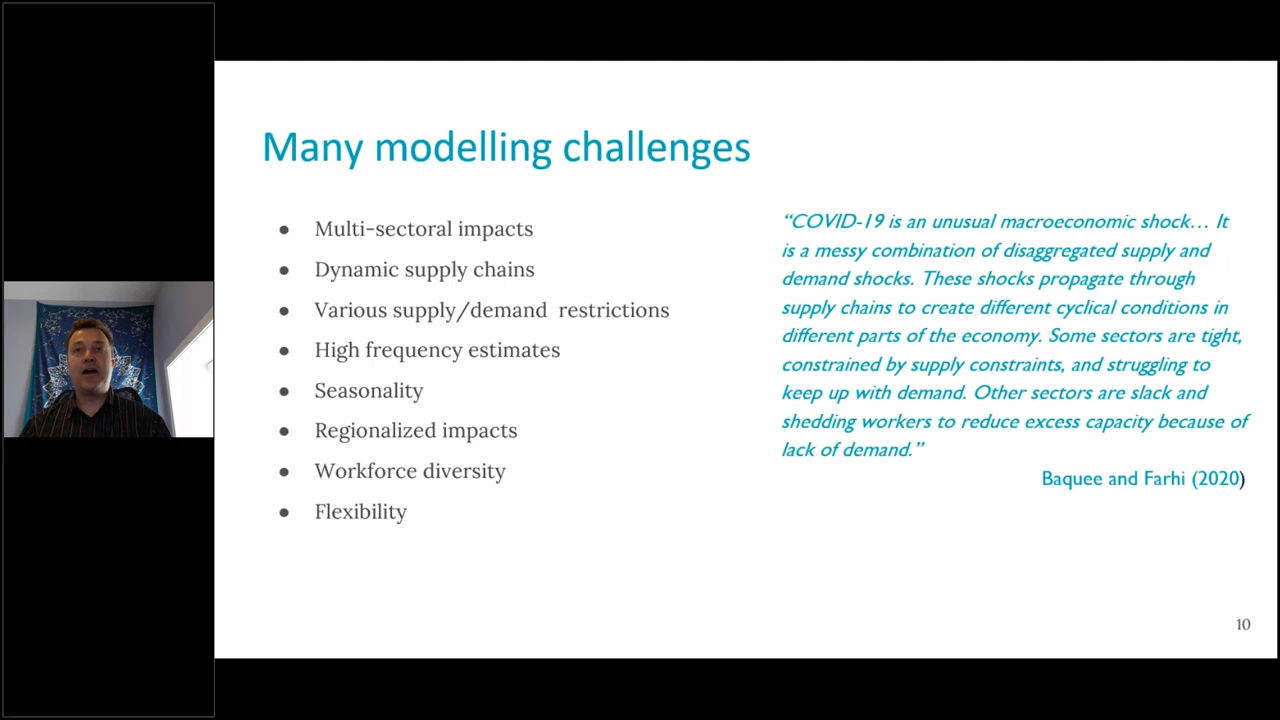 Many modelling challenges
● Multi-sectoral impacts
● Dynamic supply chains
● Various supply/demand restrictions
● High frequency estimates
● Seasonality
● Regionalized impacts
● Workforce diversity
● Flexibility
“COVID-19 is an unusual macroeconomic shock… It
is a messy combination of disaggregated supply and
demand shocks. These shocks propagate through
supply chains to create different cyclical conditions in
different parts of the economy. Some sectors are tight,
constrained by supply constraints, and struggling to
keep up with demand. Other sectors are slack and
shedding workers to reduce excess capacity because of
lack of demand.”
Baquee and Farhi (2020)
10